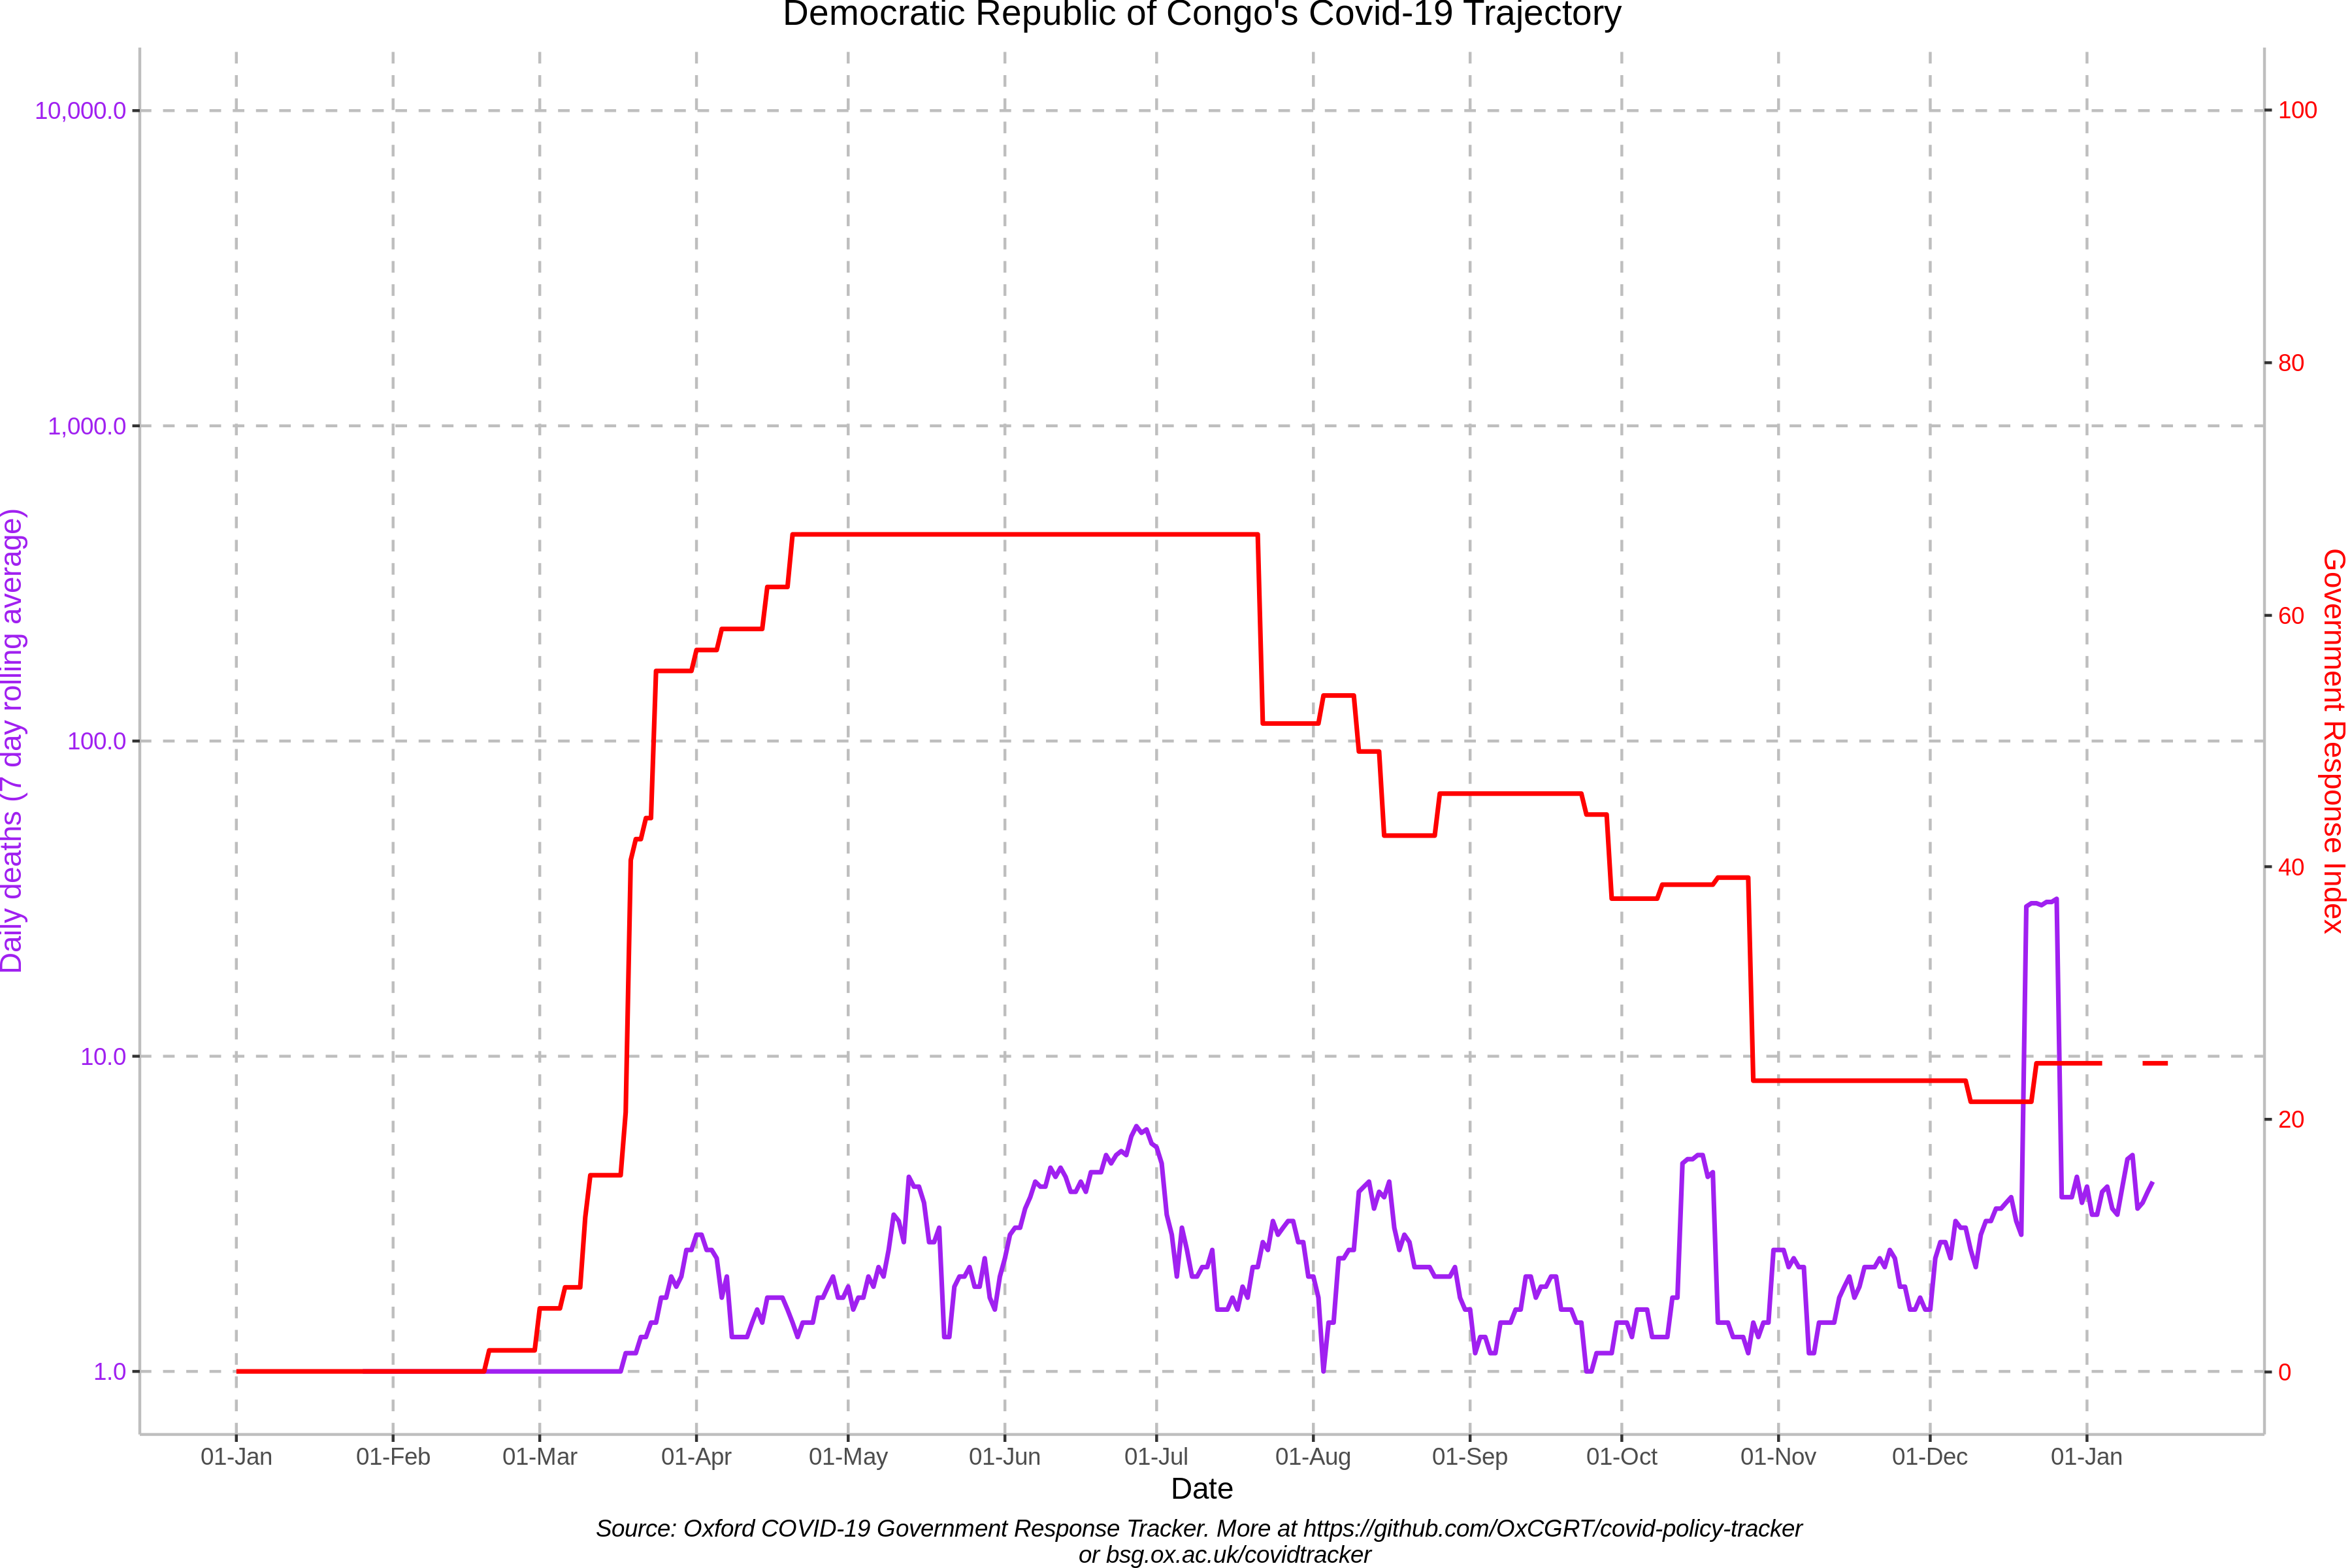 Democratic Republic of Congo's Covid-19 Trajectory
10,000.0
1,000.0
100.0
10.0
1.0
Daily deaths (7 day rolling average)
100
80
60
40
20
0
Government Response Index
01-Jan 01-Feb 01-Mar 01-Apr 01-May 01-Jun 01-Jul 01-Aug 01-Sep 01-Oct 01-Nov 01-Dec 01-Jan
Date
Source: Oxford COVID-19 Government Response Tracker. More at https://github.com/OxCGRT/covid-policy-tracker
or bsg.ox.ac.uk/covidtracker